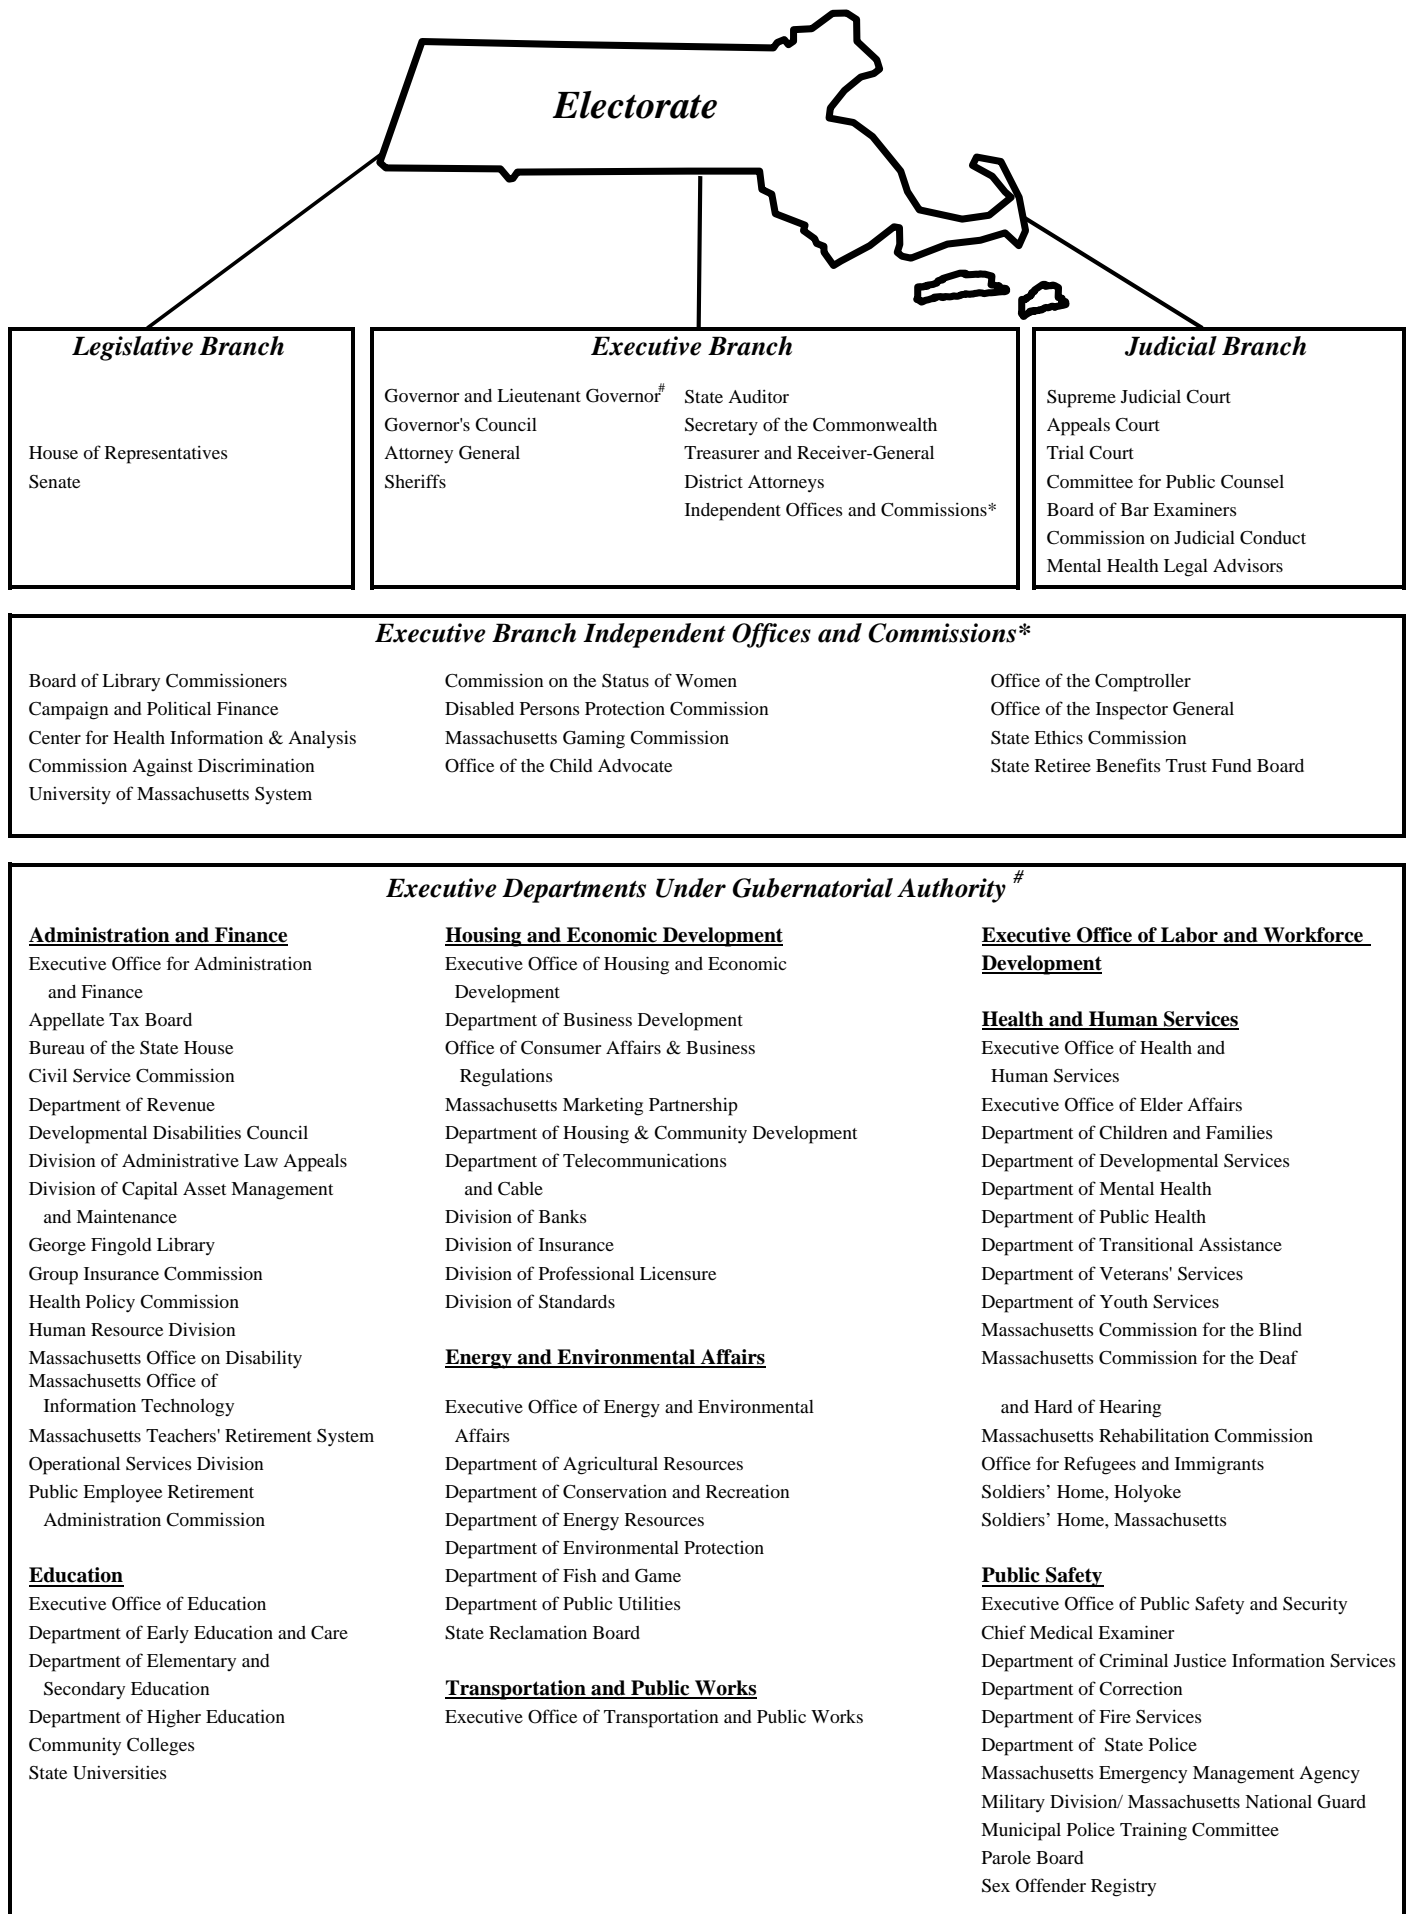 Electorate
Legislative Branch
House of Representatives
Senate
Executive Branch
Governor and Lieutenant Governor#
Governor's Council
Attorney General
Sheriffs
State Auditor
Secretary of the Commonwealth
Treasurer and Receiver-General
District Attorneys
Independent Offices and Commissions*
Judicial Branch
Supreme Judicial Court
Appeals Court
Trial Court
Committee for Public Counsel
Board of Bar Examiners
Commission on Judicial Conduct
Mental Health Legal Advisors
Executive Branch Independent Offices and Commissions*
Board of Library Commissioners
Campaign and Political Finance
Center for Health Information & Analysis
Commission Against Discrimination
University of Massachusetts System
Commission on the Status of Women
Disabled Persons Protection Commission
Massachusetts Gaming Commission
Office of the Child Advocate
Office of the Comptroller
Office of the Inspector General
State Ethics Commission
State Retiree Benefits Trust Fund Board
Executive Departments Under Gubernatorial Authority #
Administration and Finance
Executive Office for Administration
and Finance
Appellate Tax Board
Bureau of the State House
Civil Service Commission
Department of Revenue
Developmental Disabilities Council
Division of Administrative Law Appeals
Division of Capital Asset Management
and Maintenance
George Fingold Library
Group Insurance Commission
Health Policy Commission
Human Resource Division
Massachusetts Office on Disability
Massachusetts Office of
Information Technology
Massachusetts Teachers' Retirement System
Operational Services Division
Public Employee Retirement
Administration Commission
Education
Executive Office of Education
Department of Early Education and Care
Department of Elementary and
Secondary Education
Department of Higher Education
Community Colleges
State Universities
Housing and Economic Development
Executive Office of Housing and Economic
Development
Department of Business Development
Office of Consumer Affairs & Business
Regulations
Massachusetts Marketing Partnership
Department of Housing & Community Development
Department of Telecommunications
and Cable
Division of Banks
Division of Insurance
Division of Professional Licensure
Division of Standards
Energy and Environmental Affairs
Executive Office of Energy and Environmental
Affairs
Department of Agricultural Resources
Department of Conservation and Recreation
Department of Energy Resources
Department of Environmental Protection
Department of Fish and Game
Department of Public Utilities
State Reclamation Board
Transportation and Public Works
Executive Office of Transportation and Public Works
Executive Office of Labor and Workforce
Development
Health and Human Services
Executive Office of Health and
Human Services
Executive Office of Elder Affairs
Department of Children and Families
Department of Developmental Services
Department of Mental Health
Department of Public Health
Department of Transitional Assistance
Department of Veterans' Services
Department of Youth Services
Massachusetts Commission for the Blind
Massachusetts Commission for the Deaf
and Hard of Hearing
Massachusetts Rehabilitation Commission
Office for Refugees and Immigrants
Soldiers’ Home, Holyoke
Soldiers’ Home, Massachusetts
Public Safety
Executive Office of Public Safety and Security
Chief Medical Examiner
Department of Criminal Justice Information Services
Department of Correction
Department of Fire Services
Department of  State Police
Massachusetts Emergency Management Agency
Military Division/ Massachusetts National Guard
Municipal Police Training Committee
Parole Board
Sex Offender Registry